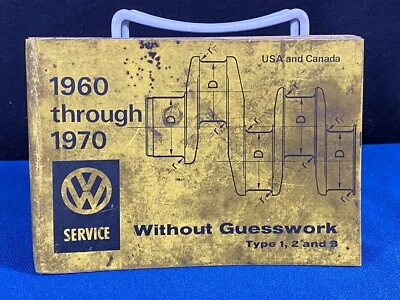 USA and Canada
1960
through
1970
D
D
D
D
D
VW
SERVICE
Without Guesswork
Type 1, 2 and 3